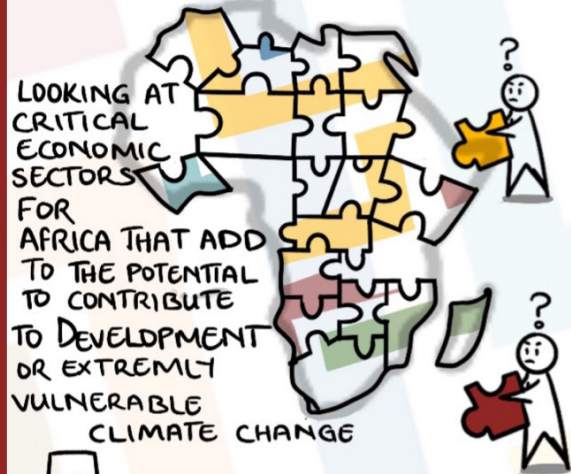 LOOKING AT
CRITICAL
ECONOMIC
SECTORS
FOR
AFRICA THAT ADD
TO THE POTENTIAL
TO CONTRIBUTE
TO DEVELOPMENT
OR EXTREMLY
VULNERABLE
CLIMATE CHANGE
?
?